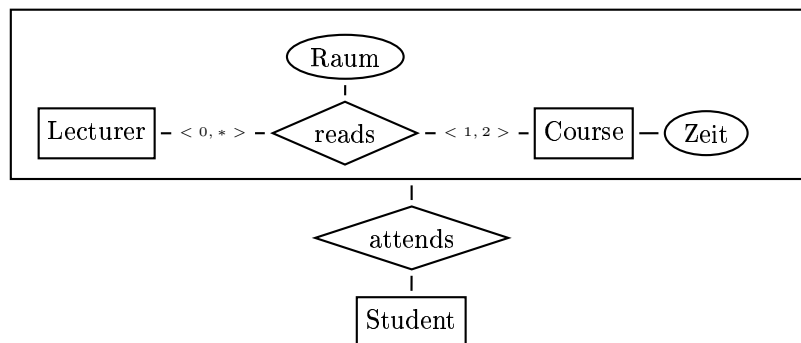 Raum
Lecturer < 0, * > reads < 1, 2 > Course Zeit
attends
Student